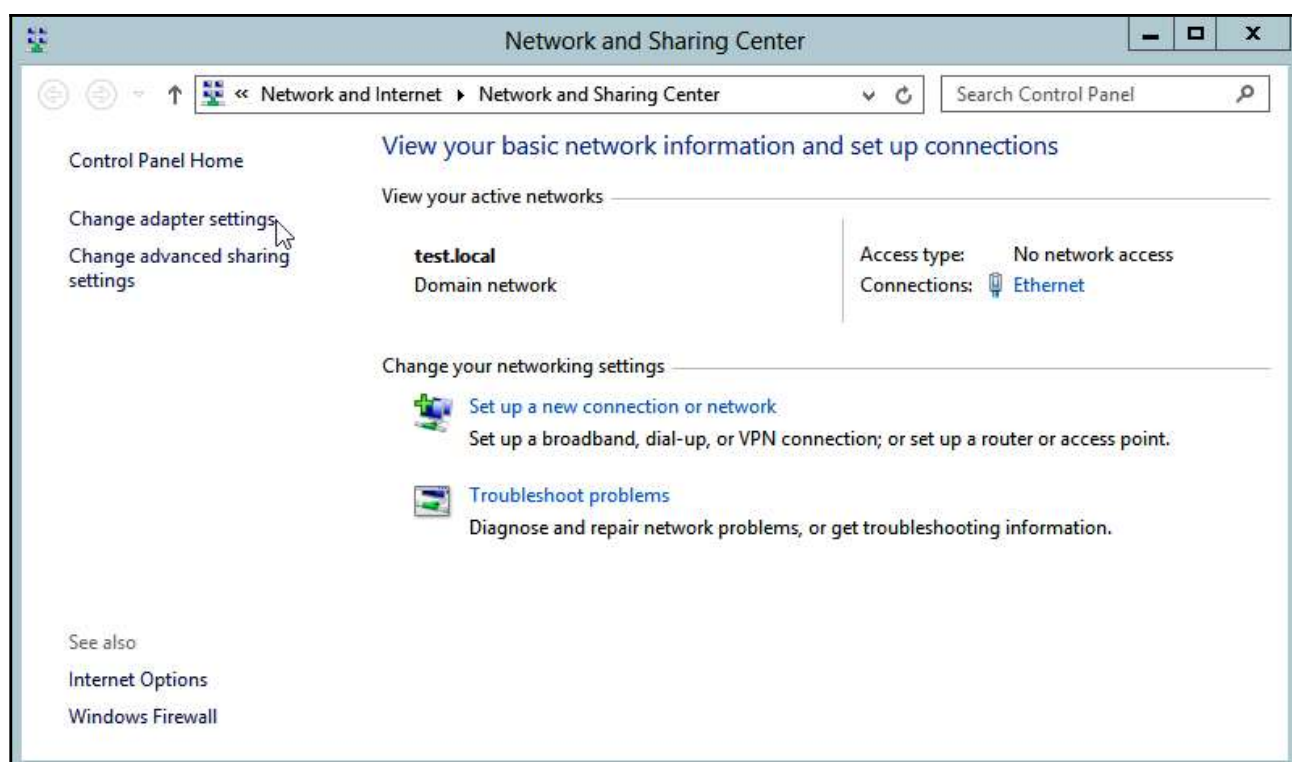 Network and Sharing Center
« Network and Internet ▸ Network and Sharing Center
Search Control Panel
Control Panel Home
Change adapter settings
Change advanced sharing
settings
View your basic network information and set up connections
View your active networks
test.local
Domain network
Access type: No network access
Connections: Ethernet
Change your networking settings
Set up a new connection or network
Set up a broadband, dial-up, or VPN connection; or set up a router or access point.
Troubleshoot problems
Diagnose and repair network problems, or get troubleshooting information.
See also
Internet Options
Windows Firewall